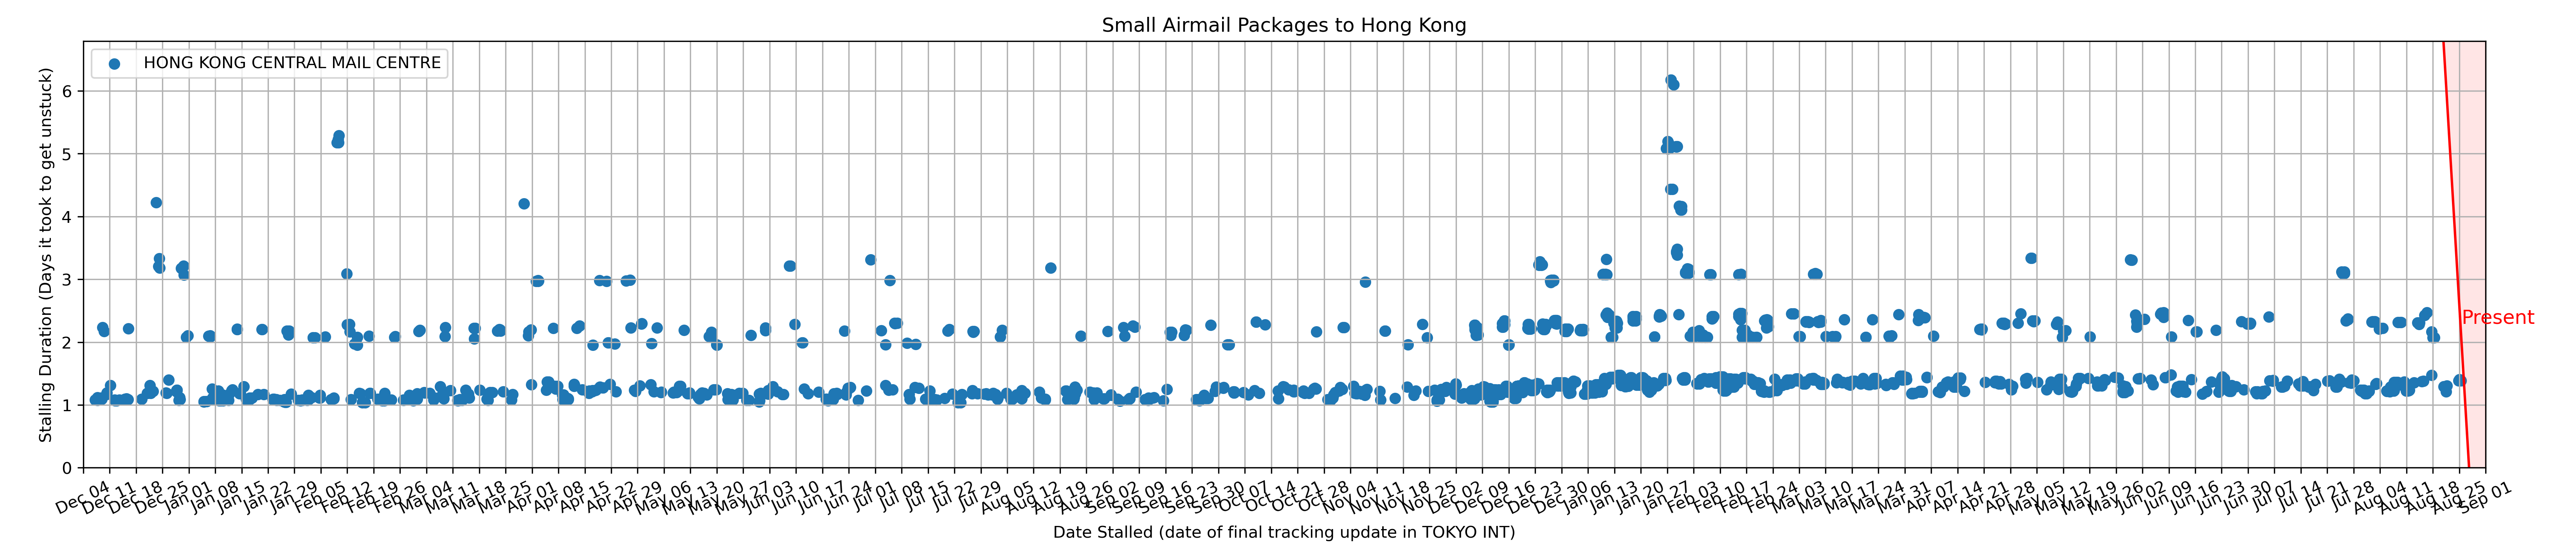 Small Airmail Packages to Hong Kong
HONG KONG CENTRAL MAIL CENTRE
Stalling Duration (Days it took to get unstuck)
6
5
4
3
2
1
0
Present
Dec 04
Dec 11
Dec 18
Dec 25
Jan 01
Jan 08
Jan 15
Jan 22
Jan 29
Feb 05
Feb 12
Feb 19
Feb 26
Mar 04
Mar 11
Mar 18
Mar 25
Apr 01
Apr 08
Apr 15
Apr 22
Apr 29
May 06
May 13
May 20
May 27
Jun 03
Jun 10
Jun 17
Jun 24
Jul 01
Jul 08
Jul 15
Jul 22
Jul 29
Aug 05
Aug 12
Aug 19
Aug 26
Sep 02
Sep 09
Sep 16
Sep 23
Sep 30
Oct 07
Oct 14
Oct 21
Oct 28
Nov 04
Nov 11
Nov 18
Nov 25
Dec 02
Dec 09
Dec 16
Dec 23
Dec 30
Jan 06
Jan 13
Jan 20
Jan 27
Feb 03
Feb 10
Feb 17
Feb 24
Mar 03
Mar 10
Mar 17
Mar 24
Mar 31
Apr 07
Apr 14
Apr 21
Apr 28
May 05
May 12
May 19
May 26
Jun 02
Jun 09
Jun 16
Jun 23
Jun 30
Jul 07
Jul 14
Jul 21
Jul 28
Aug 04
Aug 11
Aug 18
Aug 25
Sep 01
Date Stalled (date of final tracking update in TOKYO INT)